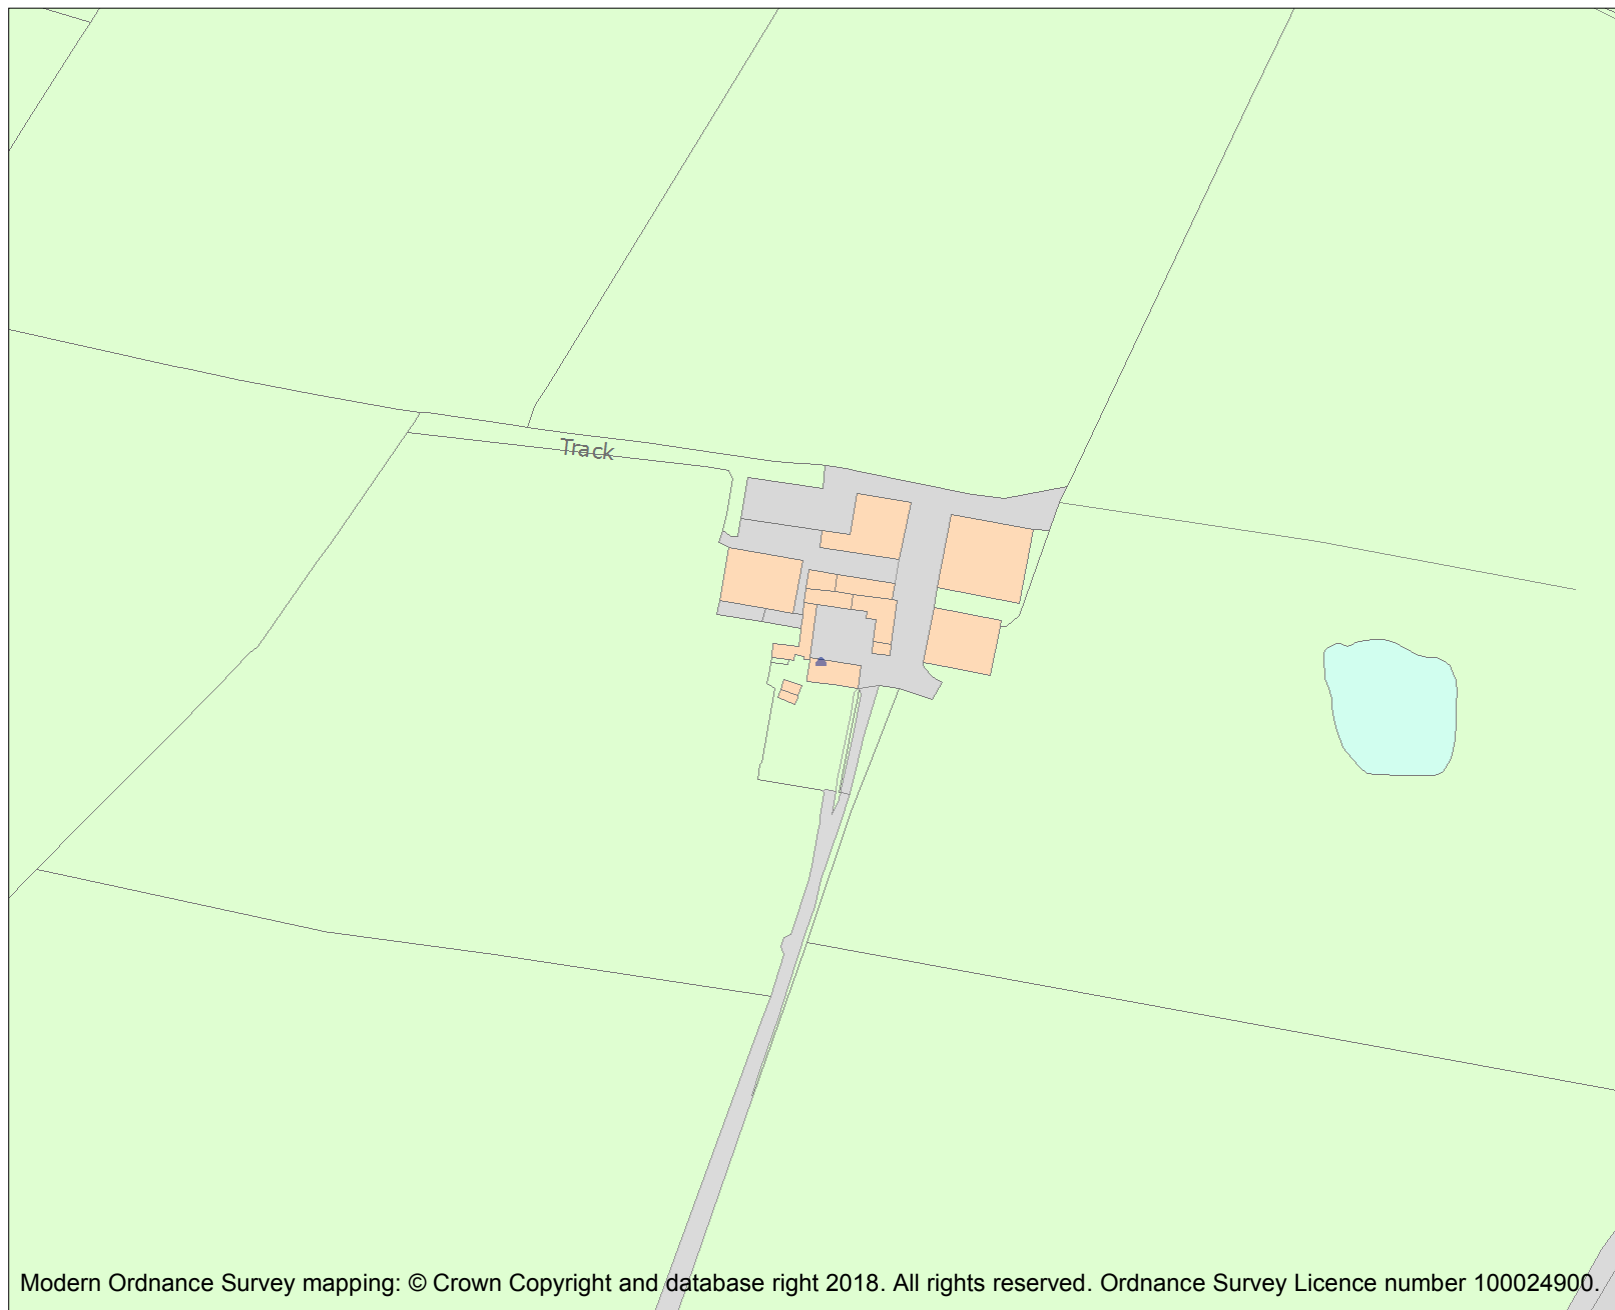 Track
Modern Ordnance Survey mapping: © Crown Copyright and database right 2018. All rights reserved. Ordnance Survey Licence number 100024900.